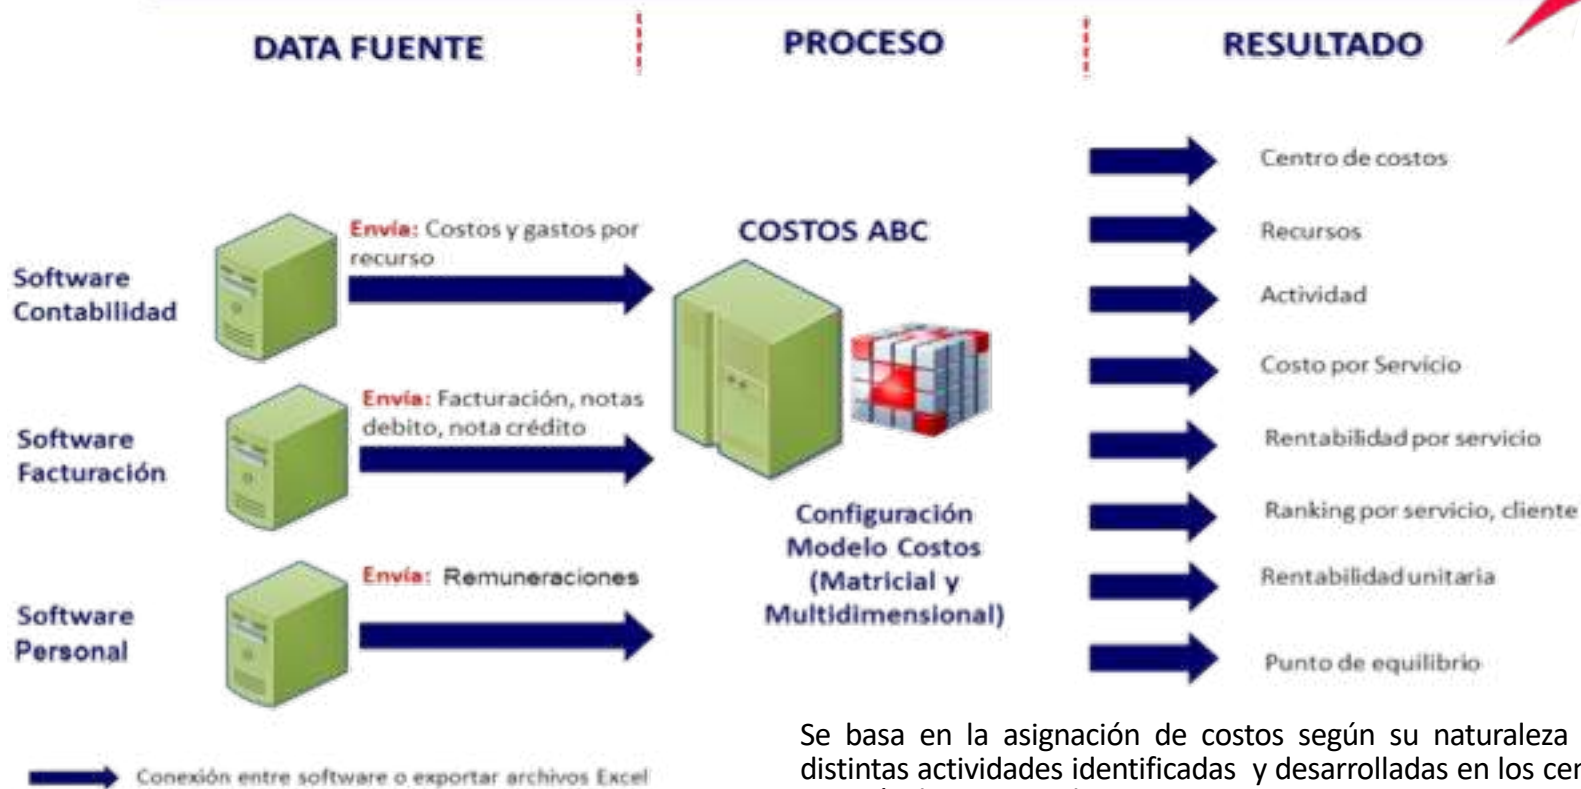 DATA FUENTE
PROCESO
RESULTADO
Software
Contabilidad
Envía: Costos y gastos por
recurso
Software
Facturación
Envía: Facturación, notas
debito, nota crédito
Software
Personal
Envía: Remuneraciones
Conexión entre software o exportar archivos Excel
COSTOS ABC
Configuración
Modelo Costos
(Matricial y
Multidimensional)
Centro de costos
Recursos
Actividad
Costo por Servicio
Rentabilidad por servicio
Ranking por servicio, cliente
Rentabilidad unitaria
Punto de equilibrio
Se basa en la asignación de costos según su naturaleza
distintas actividades identificadas y desarrolladas en los